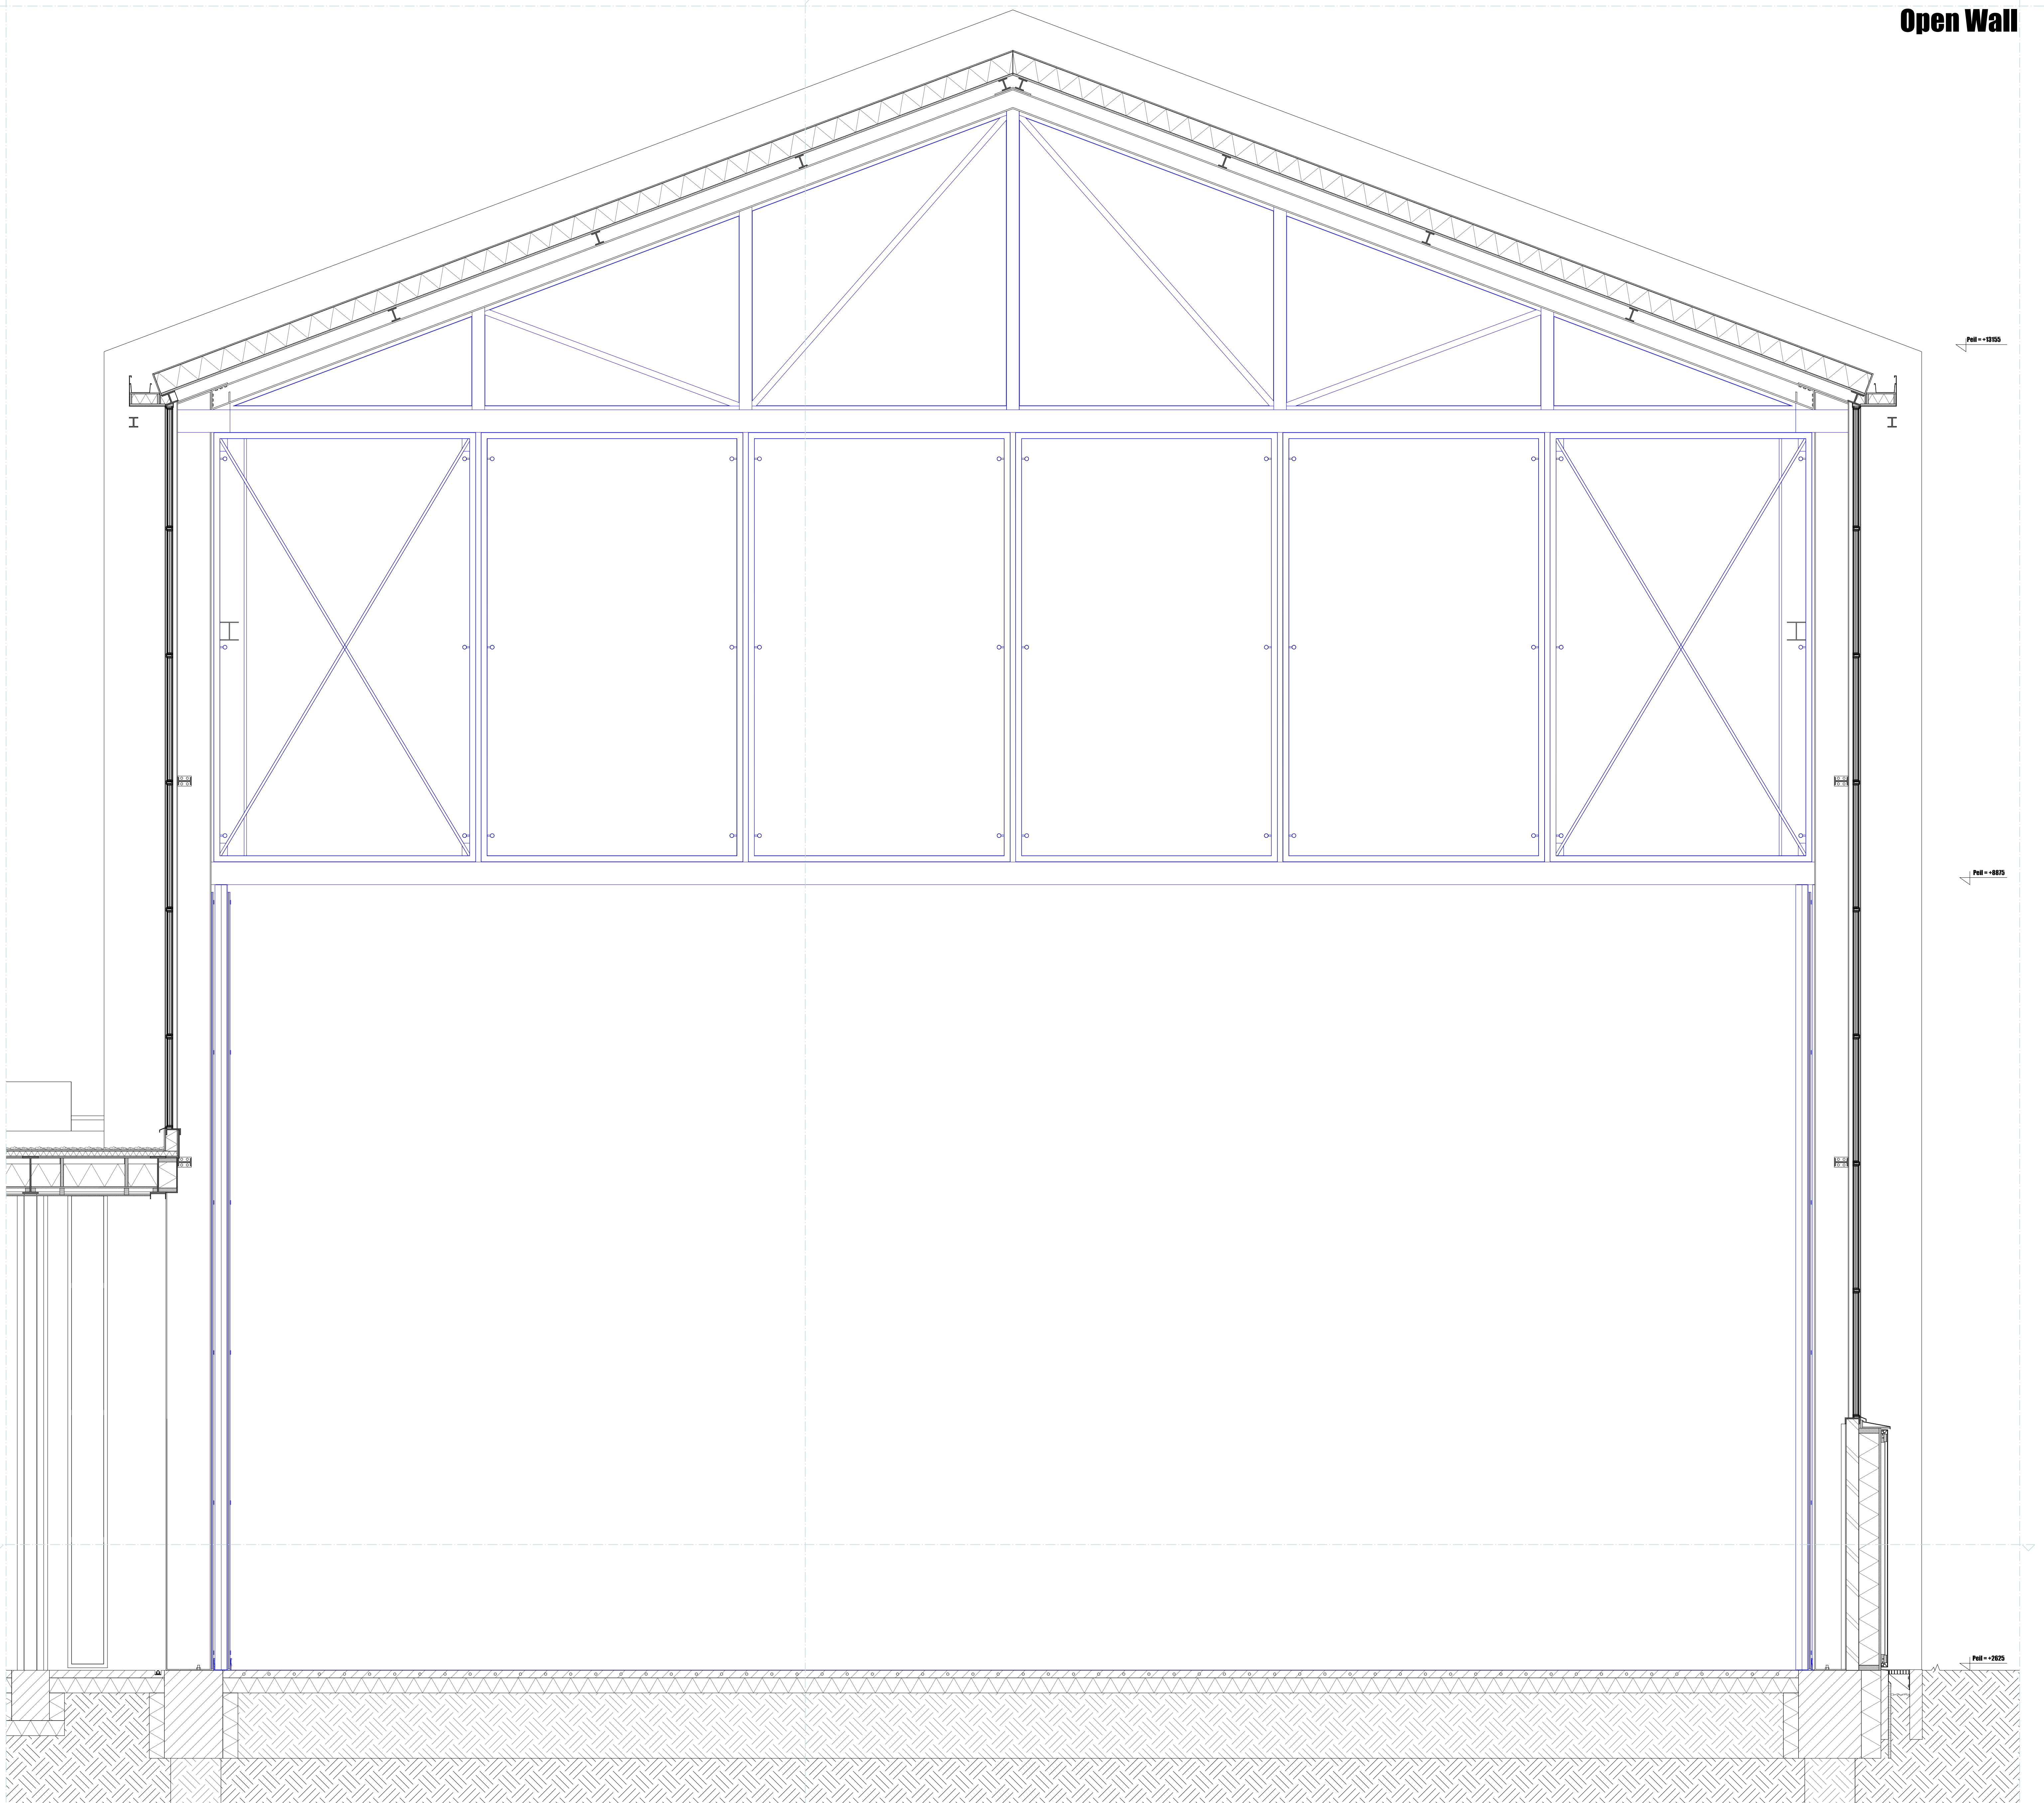 Open Wall
Peil = +13155
Peil = +8875
Peil = +2625